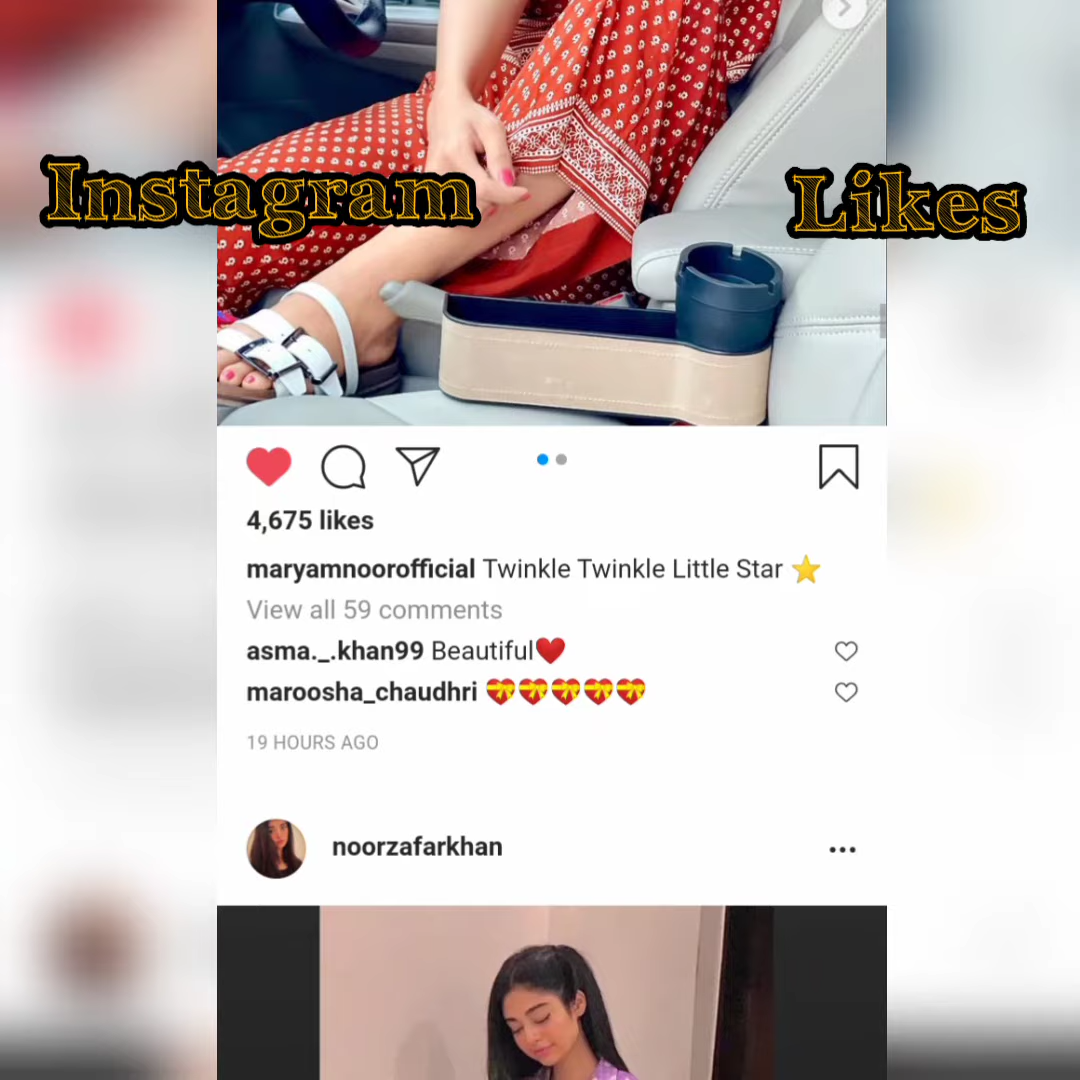 Instagram Likes
4,675 likes
maryamnoorofficial Twinkle Twinkle Little Star ⭐
View all 59 comments
asma._.khan99 Beautiful❤️
maroosha_chaudhri 💝💝💝💝💝
19 HOURS AGO
noorzafarkhan